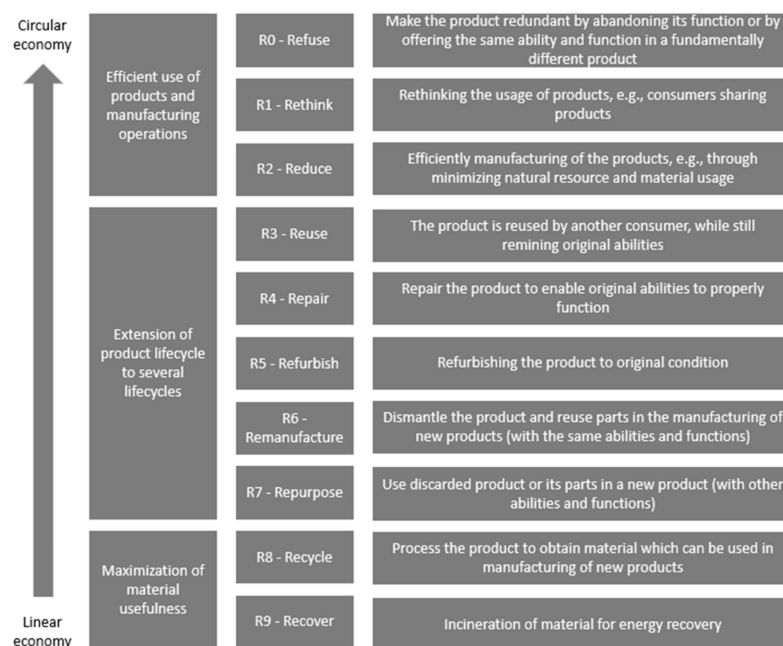 Circular
economy
Efficient use of
products and
manufacturing
operations
R0 - Refuse
Make the product redundant by abandoning its function or by
offering the same ability and function in a fundamentally
different product
R1 - Rethink
Rethinking the usage of products, e.g., consumers sharing
products
R2 - Reduce
Efficiently manufacturing of the products, e.g., through
minimizing natural resource and material usage
Extension of
product lifecycle
to several
lifecycles
R3 - Reuse
The product is reused by another consumer, while still
remining original abilities
R4 - Repair
Repair the product to enable original abilities to properly
function
R5 - Refurbish
Refurbishing the product to original condition
R6 -
Remanufacture
Dismantle the product and reuse parts in the manufacturing of
new products (with the same abilities and functions)
R7 - Repurpose
Use discarded product or its parts in a new product (with other
abilities and functions)
Maximization of
material
usefulness
R8 - Recycle
Process the product to obtain material which can be used in
manufacturing of new products
R9 - Recover
Incineration of material for energy recovery
Linear
economy